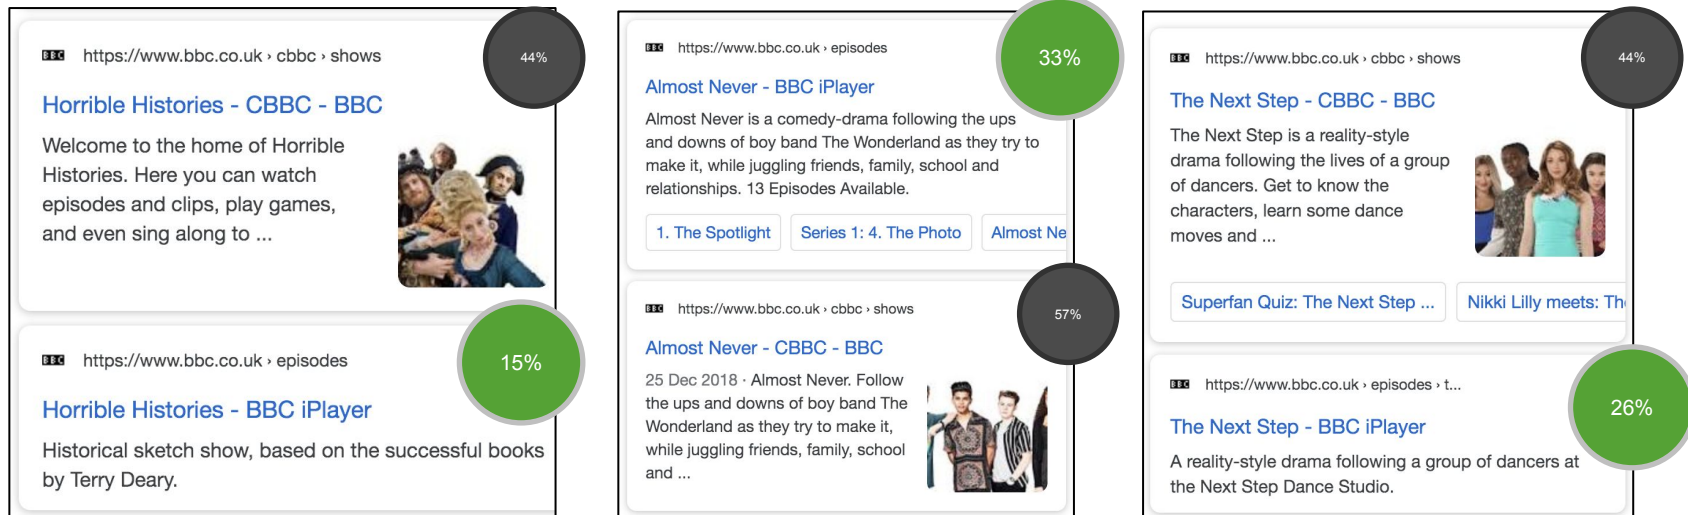 BBC https://www.bbc.co.uk › cbbc › shows
44%
Horrible Histories - CBBC - BBC
Welcome to the home of Horrible
Histories. Here you can watch
episodes and clips, play games,
and even sing along to ...
BBC https://www.bbc.co.uk › episodes
15%
Horrible Histories - BBC iPlayer
Historical sketch show, based on the successful books
by Terry Deary.
BBC https://www.bbc.co.uk › episodes
33%
Almost Never - BBC iPlayer
Almost Never is a comedy-drama following the ups
and downs of boy band The Wonderland as they try to
make it, while juggling friends, family, school and
relationships. 13 Episodes Available.
1. The Spotlight
Series 1: 4. The Photo
Almost Ne
BBC https://www.bbc.co.uk › cbbc › shows
57%
Almost Never - CBBC - BBC
25 Dec 2018 · Almost Never. Follow
the ups and downs of boy band The
Wonderland as they try to make it,
while juggling friends, family, school
and ...
BBC https://www.bbc.co.uk › cbbc › shows
44%
The Next Step - CBBC - BBC
The Next Step is a reality-style
drama following the lives of a group
of dancers. Get to know the
characters, learn some dance
moves and ...
Superfan Quiz: The Next Step ...
Nikki Lilly meets: The
BBC https://www.bbc.co.uk › episodes › t...
26%
The Next Step - BBC iPlayer
A reality-style drama following a group of dancers at
the Next Step Dance Studio.